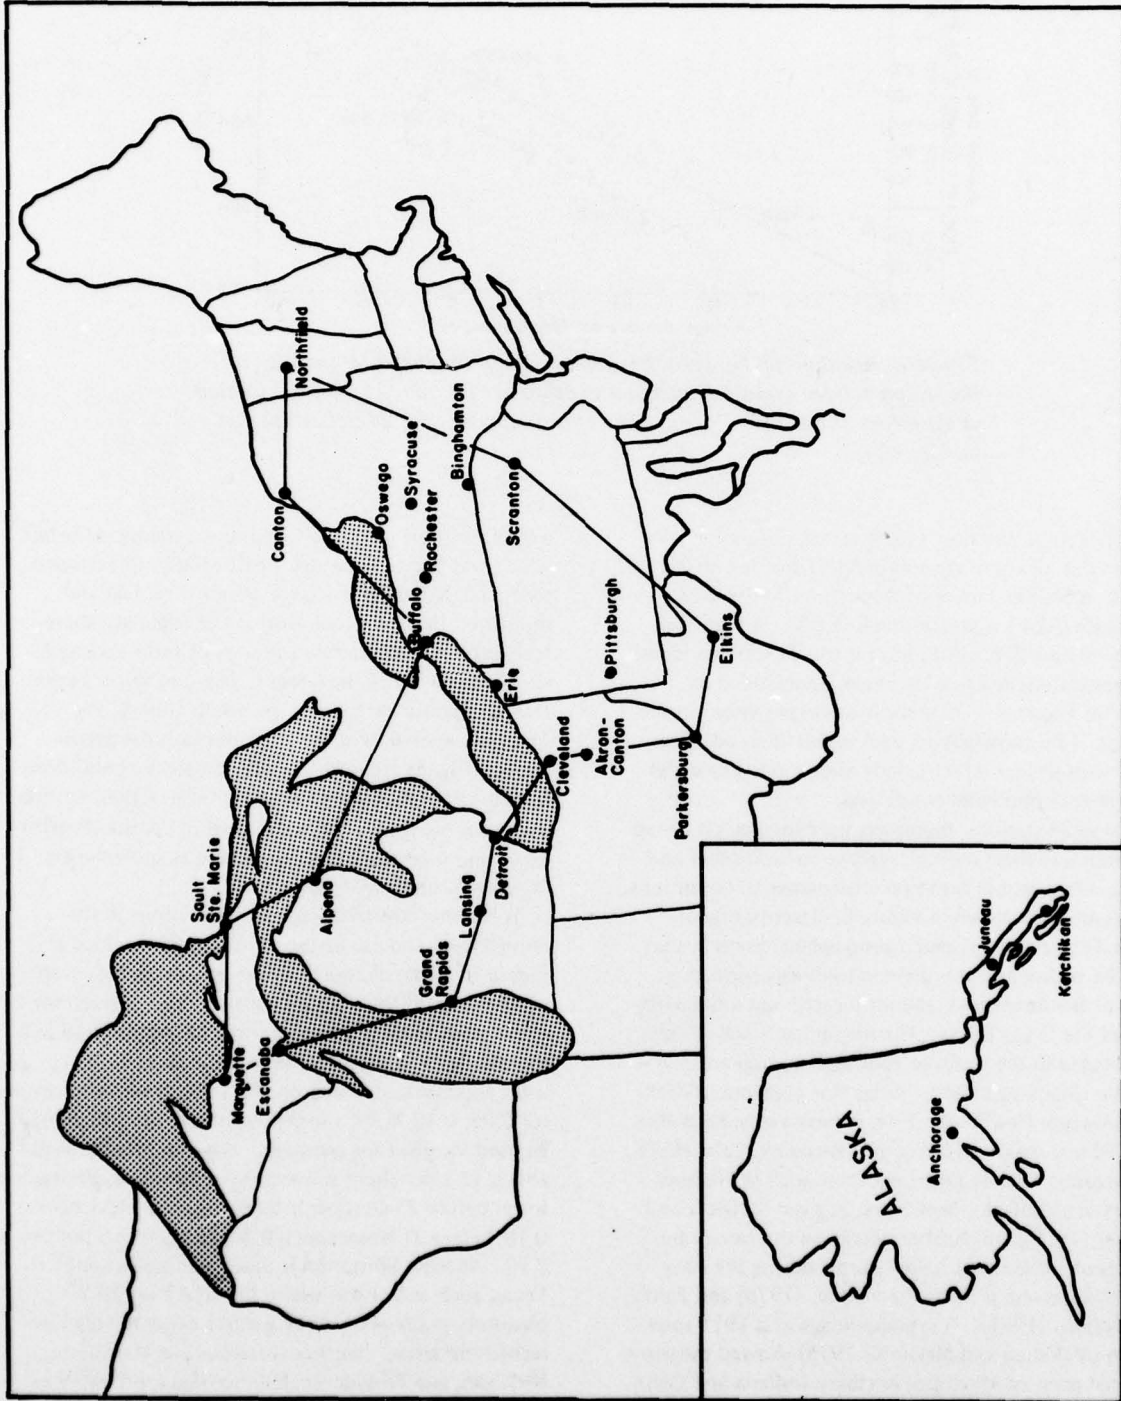 Northfield
Canton
Oswego
Syracuse
Rochester
Binghamton
Buffalo
Scranton
Erie
Pittsburgh
Elkins
Cleveland
Akron-
Canton
Parkersburg
Sault
Ste. Marie
Alpena
Detroit
Lansing
Grand
Rapids
Marquette
Escanaba
ALASKA
Anchorage
Juneau
Ketchikan